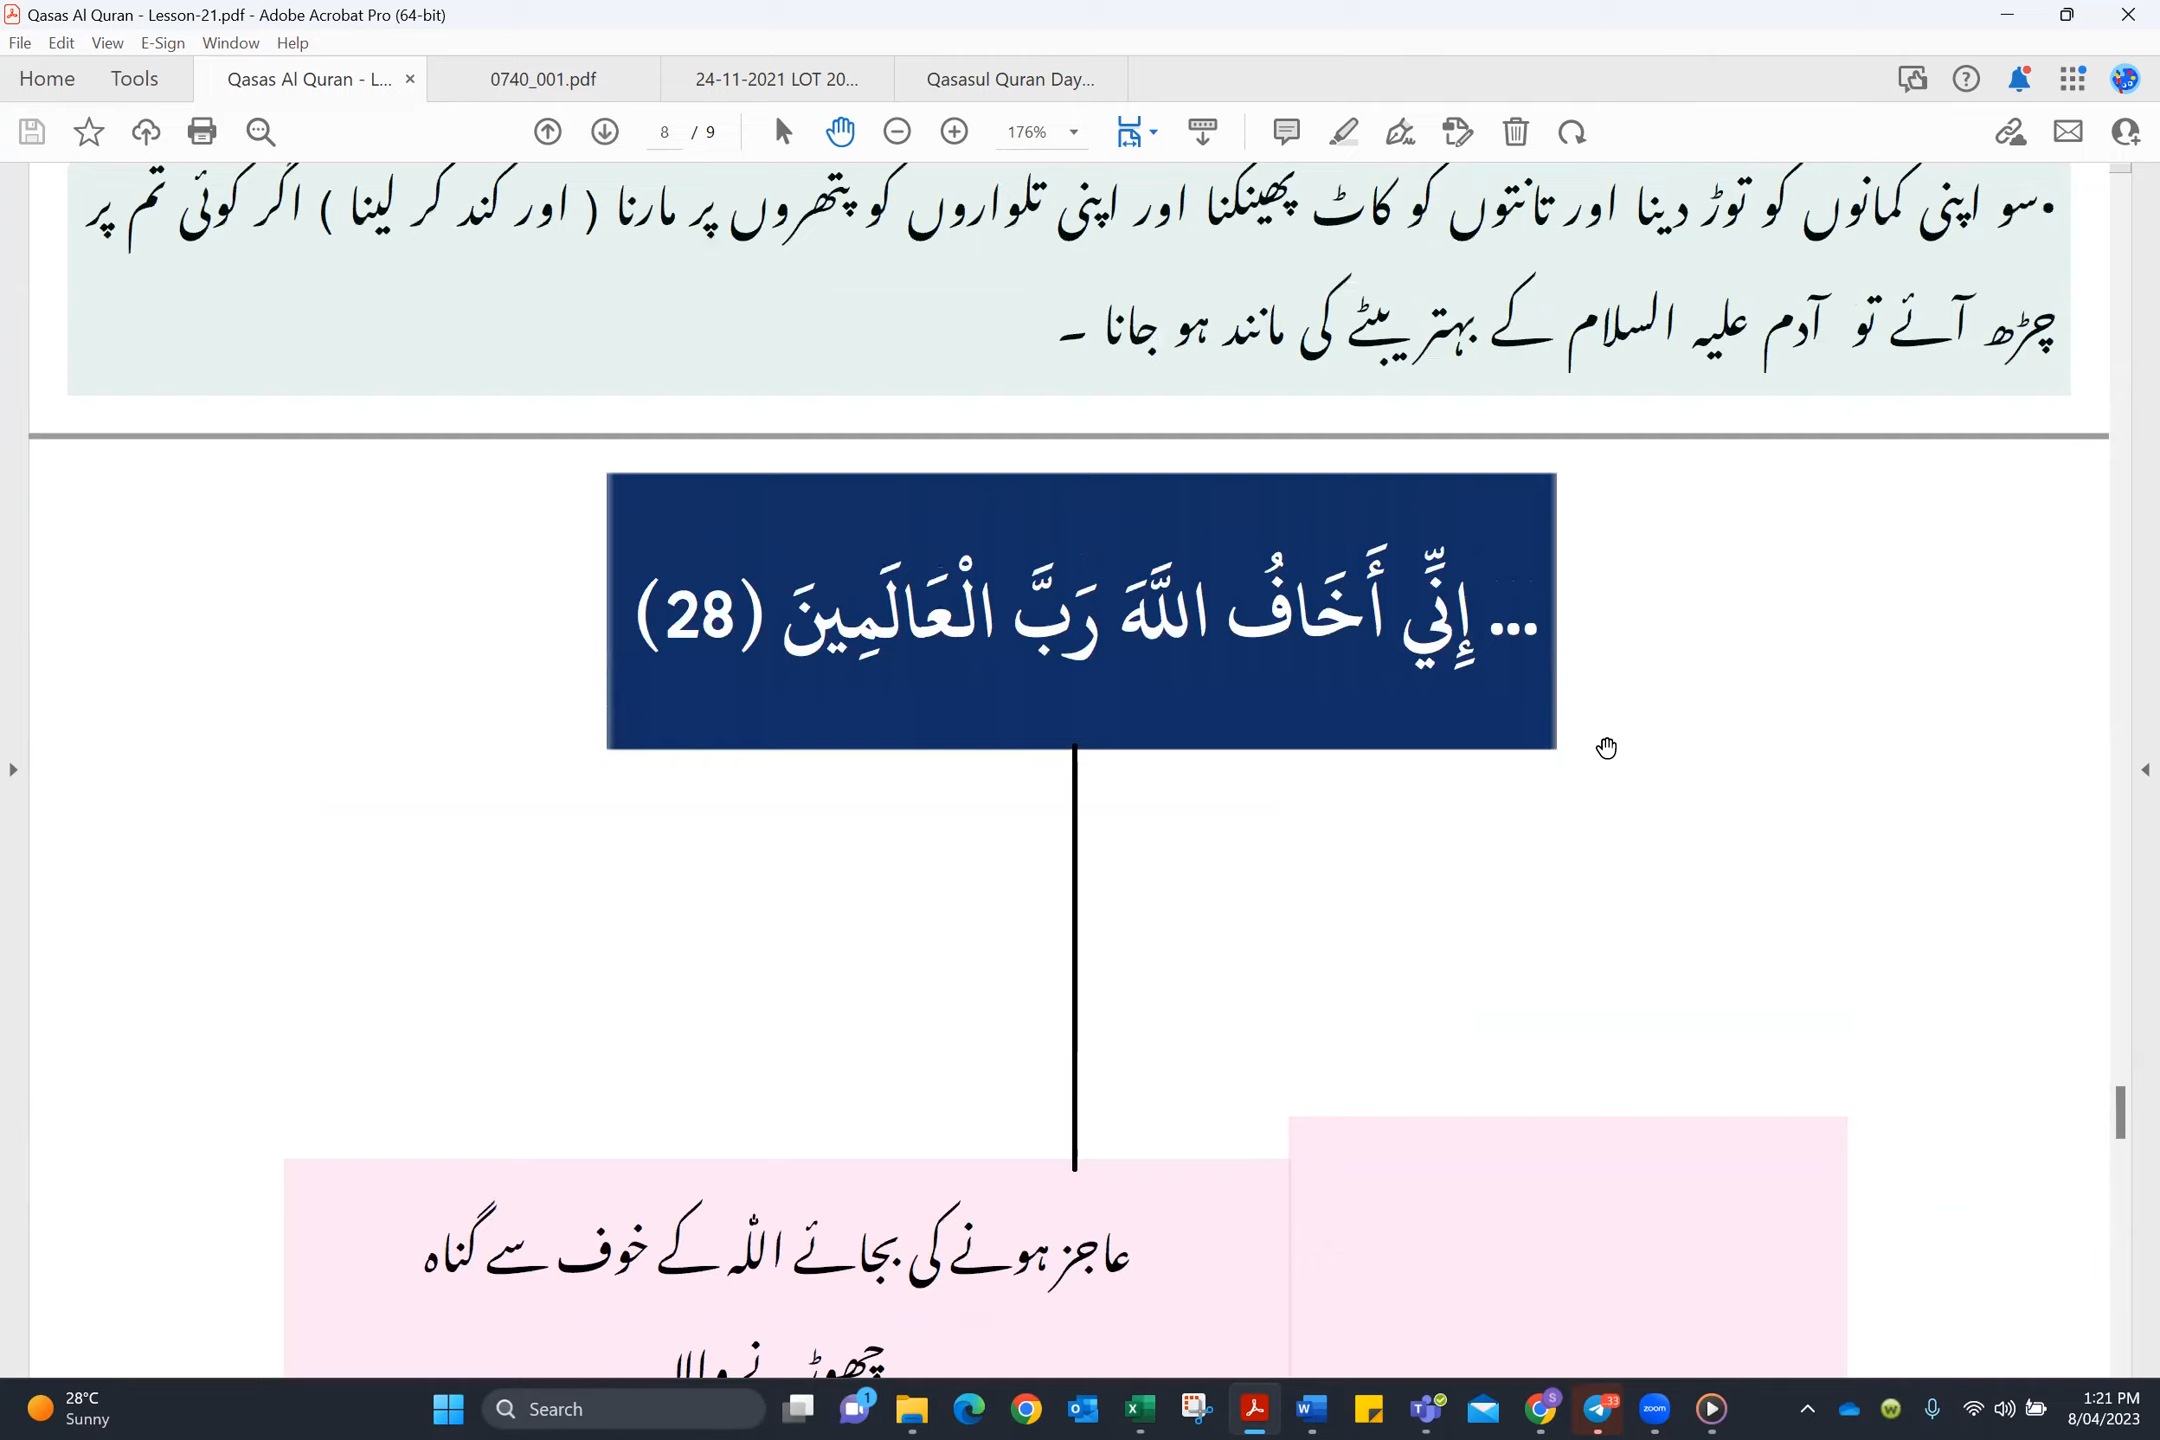 Qasas Al Quran - Lesson-21.pdf - Adobe Acrobat Pro (64-bit)
File Edit View E-Sign Window Help
Home Tools Qasas Al Quran - L... × 0740_001.pdf 24-11-2021 LOT 20... Qasasul Quran Day...
8 / 9 176%
•سو اپنی کمانوں کو توڑ دینا اور تانتوں کو کاٹ پھینکنا اور اپنی تلواروں کو پتھروں پر مارنا ( اور کند کر لینا ) اگر کوئی تم پر
چڑھ آئے تو آدم علیہ السلام کے بہتر بیٹے کی مانند ہو جانا ۔
... إِنِّي أَخَافُ اللَّهَ رَبَّ الْعَالَمِينَ (28)
عاجز ہونے کی بجائے اللہ کے خوف سے گناہ
چھوڑنے والا
28°C
Sunny
Search
1
S
33
zoom
1:21 PM
8/04/2023